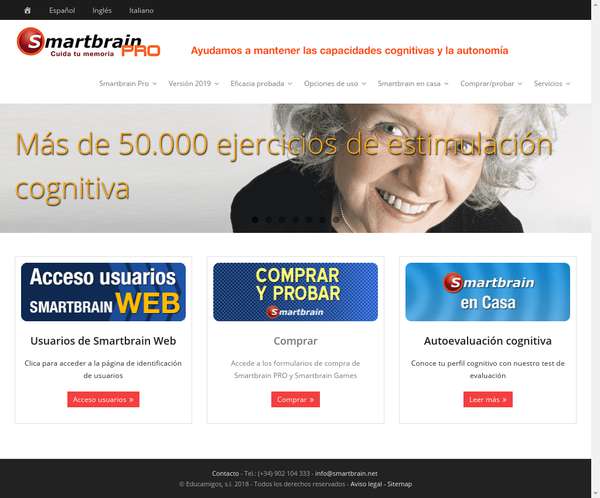 Español Inglés Italiano
Smartbrain
Cuida tu memoria PRO
Ayudamos a mantener las capacidades cognitivas y la autonomía
Smartbrain Pro Versión 2019 Eficacia probada Opciones de uso Smartbrain en casa Comprar/probar Servicios
Más de 50.000 ejercicios de estimulación
cognitiva
Acceso usuarios
SMARTBRAIN WEB
Usuarios de Smartbrain Web
Clica para acceder a la página de identificación
de usuarios
Acceso usuarios
COMPRAR
Y PROBAR
Smartbrain
Comprar
Accede a los formularios de compra de
Smartbrain PRO y Smartbrain Games
Comprar
Smartbrain
en Casa
Autoevaluación cognitiva
Conoce tu perfil cognitivo con nuestro test de
evaluación
Leer más
Contacto - Tel.: (+34) 902 104 333 - info@smartbrain.net
© Educamigos, s.l. 2018 - Todos los derechos reservados - Aviso legal - Sitemap